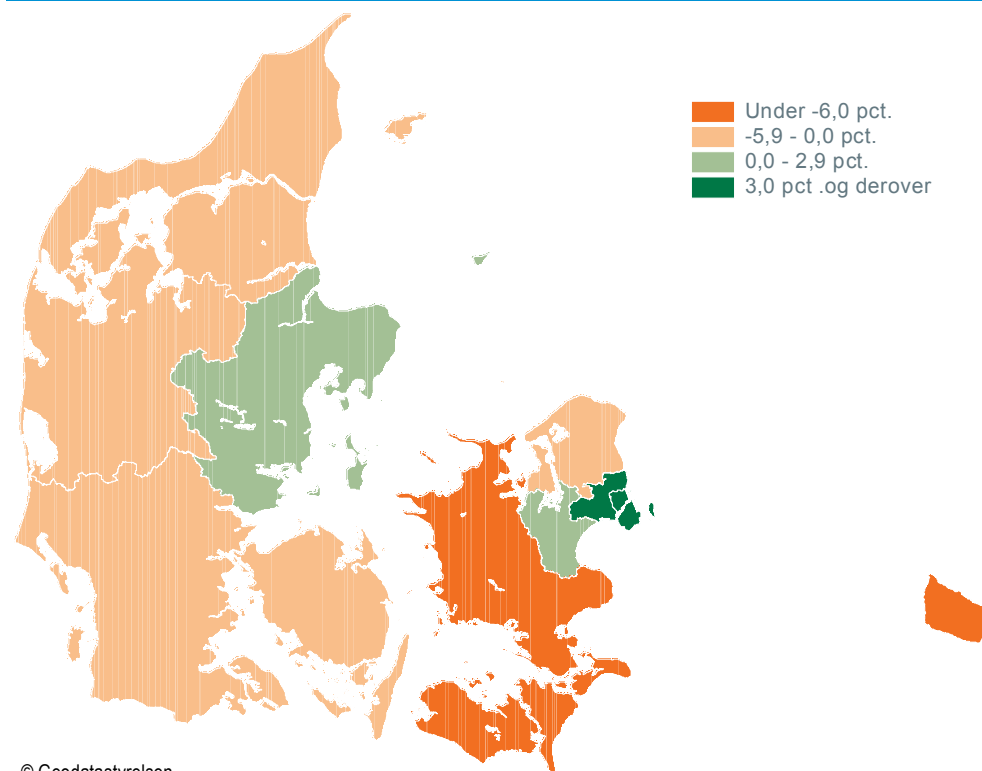 Under -6,0 pct.
-5,9 - 0,0 pct.
0,0 - 2,9 pct.
3,0 pct .og derover
© Geodatastyrelsen